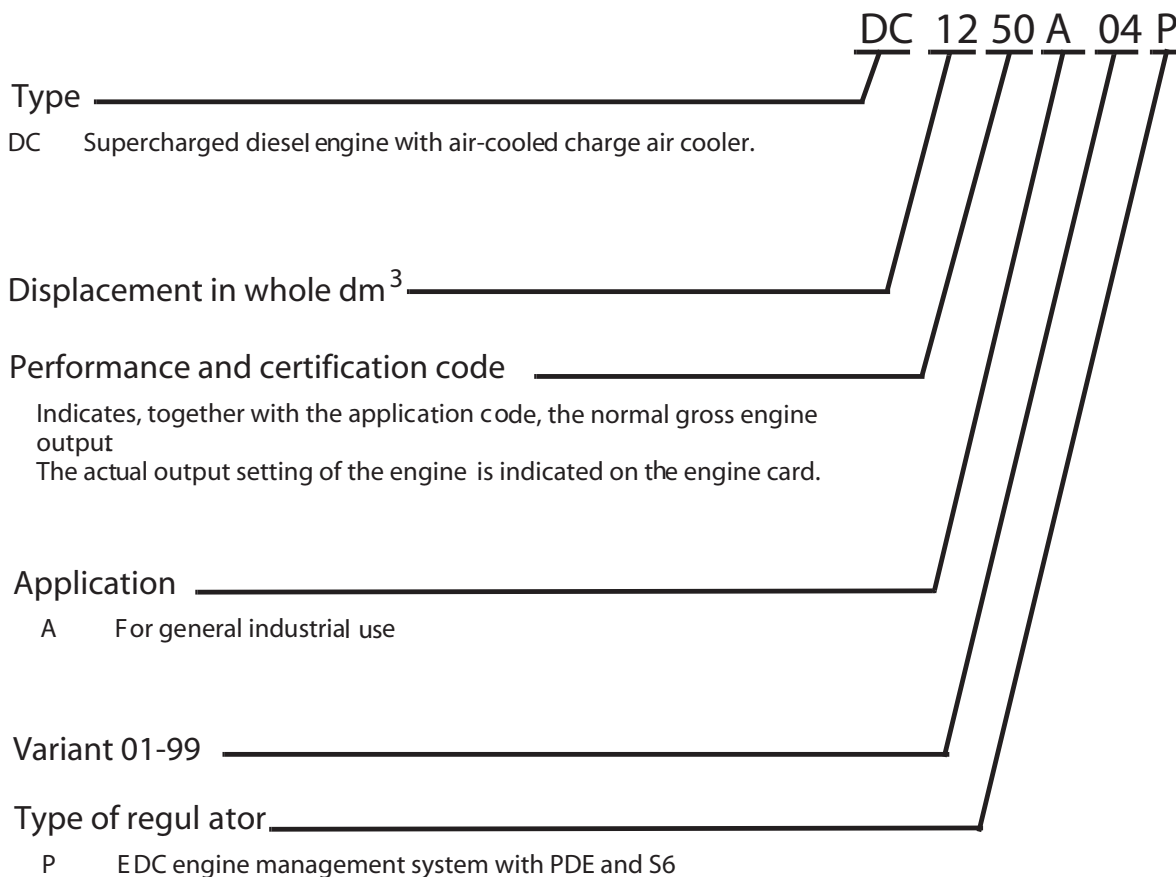 DC 12 50 A 04 P
Type
DC Supercharged diesel engine with air-cooled charge air cooler.
Displacement in whole dm³
Performance and certification code
Indicates, together with the application code, the normal gross engine
output.
The actual output setting of the engine is indicated on the engine card.
Application
A For general industrial use
Variant 01-99
Type of regul ator
P EDC engine management system with PDE and S6